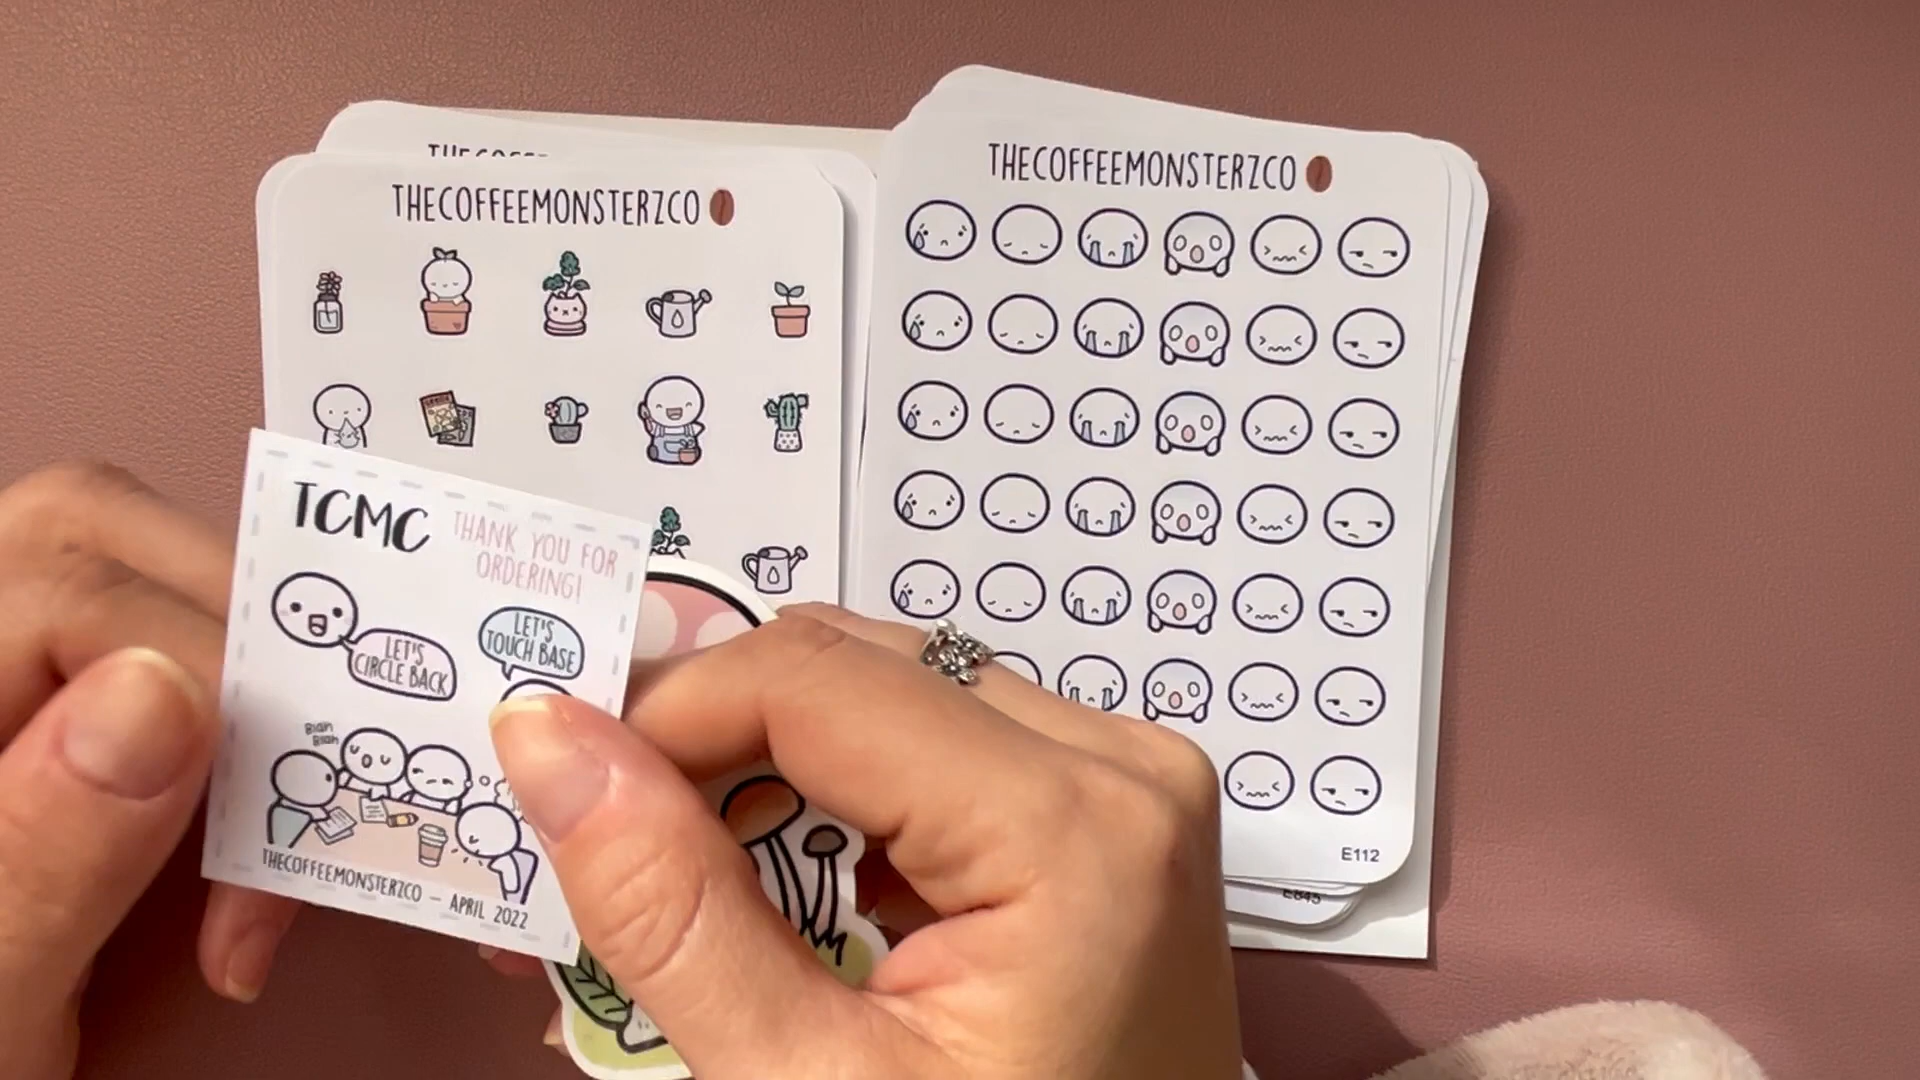 THECOFFEEMONSTERZCO
THECOFFEEMONSTERZCO
TCMC
THANK YOU FOR
ORDERING!
LET'S
CIRCLE BACK
LET'S
TOUCH BASE
Blah
Blah
THECOFFEEMONSTERZCO – APRIL 2022
E112
E845